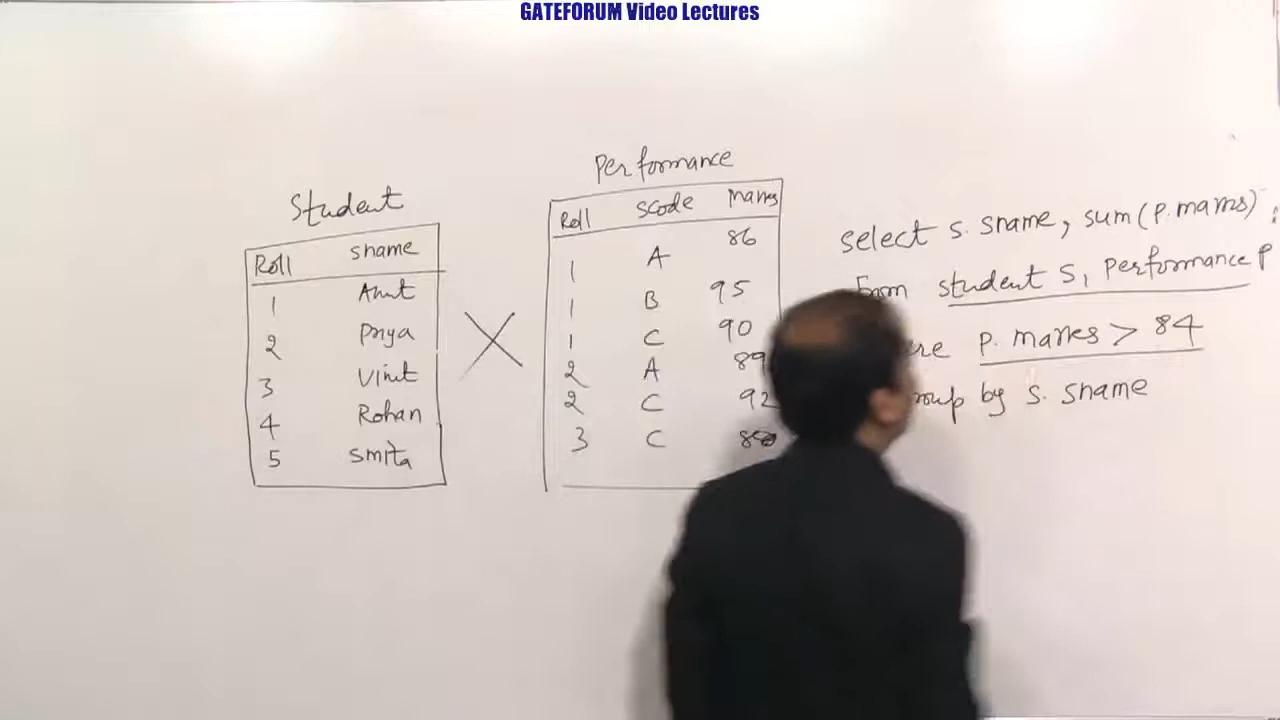 GATEFORUM Video Lectures
Student
Roll sname
1 Amit
2 Priya
3 Vinit
4 Rohan
5 Smita
Performance
Roll scode marks
1 A 86
1 B 95
1 C 90
2 A 89
2 C 92
3 C
select s. sname, sum(p.marks)
from student s, performance p
p. marks > 84
by s. sname